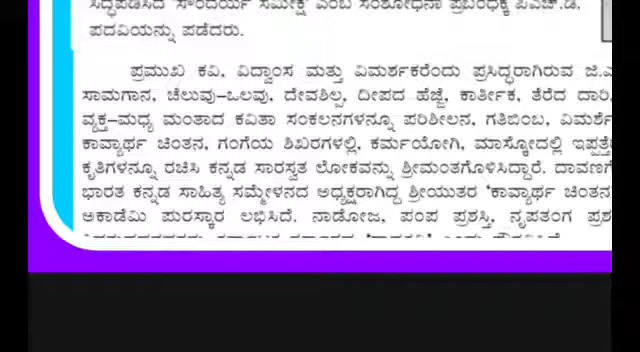 ಸಿದ್ಧಪಡಿಸಿದ 'ಸೌಂದರ್ಯ ಸಮೀಕ್ಷೆ' ಎಂಬ ಸಂಶೋಧನಾ ಪ್ರಬಂಧಕ್ಕೆ ಪಿಎಚ್.ಡಿ.
ಪದವಿಯನ್ನು ಪಡೆದರು.
ಪ್ರಮುಖ ಕವಿ, ವಿದ್ವಾಂಸ ಮತ್ತು ವಿಮರ್ಶಕರೆಂದು ಪ್ರಸಿದ್ಧರಾಗಿರುವ ಜಿ.ಎ
ಸಾಮಗಾನ, ಚೆಲುವು–ಒಲವು, ದೇವಶಿಲ್ಪ, ದೀಪದ ಹೆಜ್ಜೆ, ಕಾರ್ತೀಕ, ತೆರೆದ ದಾರಿ,
ವ್ಯಕ್ತ–ಮಧ್ಯ ಮಂತಾದ ಕವಿತಾ ಸಂಕಲನಗಳನ್ನೂ ಪರಿಶೀಲನ, ಗತಿಬಿಂಬ, ವಿಮರ್ಶೆ
ಕಾವ್ಯಾರ್ಥ ಚಿಂತನ, ಗಂಗೆಯ ಶಿಖರಗಳಲ್ಲಿ, ಕರ್ಮಯೋಗಿ, ಮಾಸ್ಕೋದಲ್ಲಿ ಇಪ್ಪತ್ತೆ
ಕೃತಿಗಳನ್ನೂ ರಚಿಸಿ ಕನ್ನಡ ಸಾರಸ್ವತ ಲೋಕವನ್ನು ಶ್ರೀಮಂತಗೊಳಿಸಿದ್ದಾರೆ. ದಾವಣಗೆ
ಭಾರತ ಕನ್ನಡ ಸಾಹಿತ್ಯ ಸಮ್ಮೇಳನದ ಅಧ್ಯಕ್ಷರಾಗಿದ್ದ ಶ್ರೀಯುತರ 'ಕಾವ್ಯಾರ್ಥ ಚಿಂತನ
ಅಕಾಡೆಮಿ ಪುರಸ್ಕಾರ ಲಭಿಸಿದೆ. ನಾಡೋಜ, ಪಂಪ ಪ್ರಶಸ್ತಿ, ನೃಪತುಂಗ ಪ್ರಶ